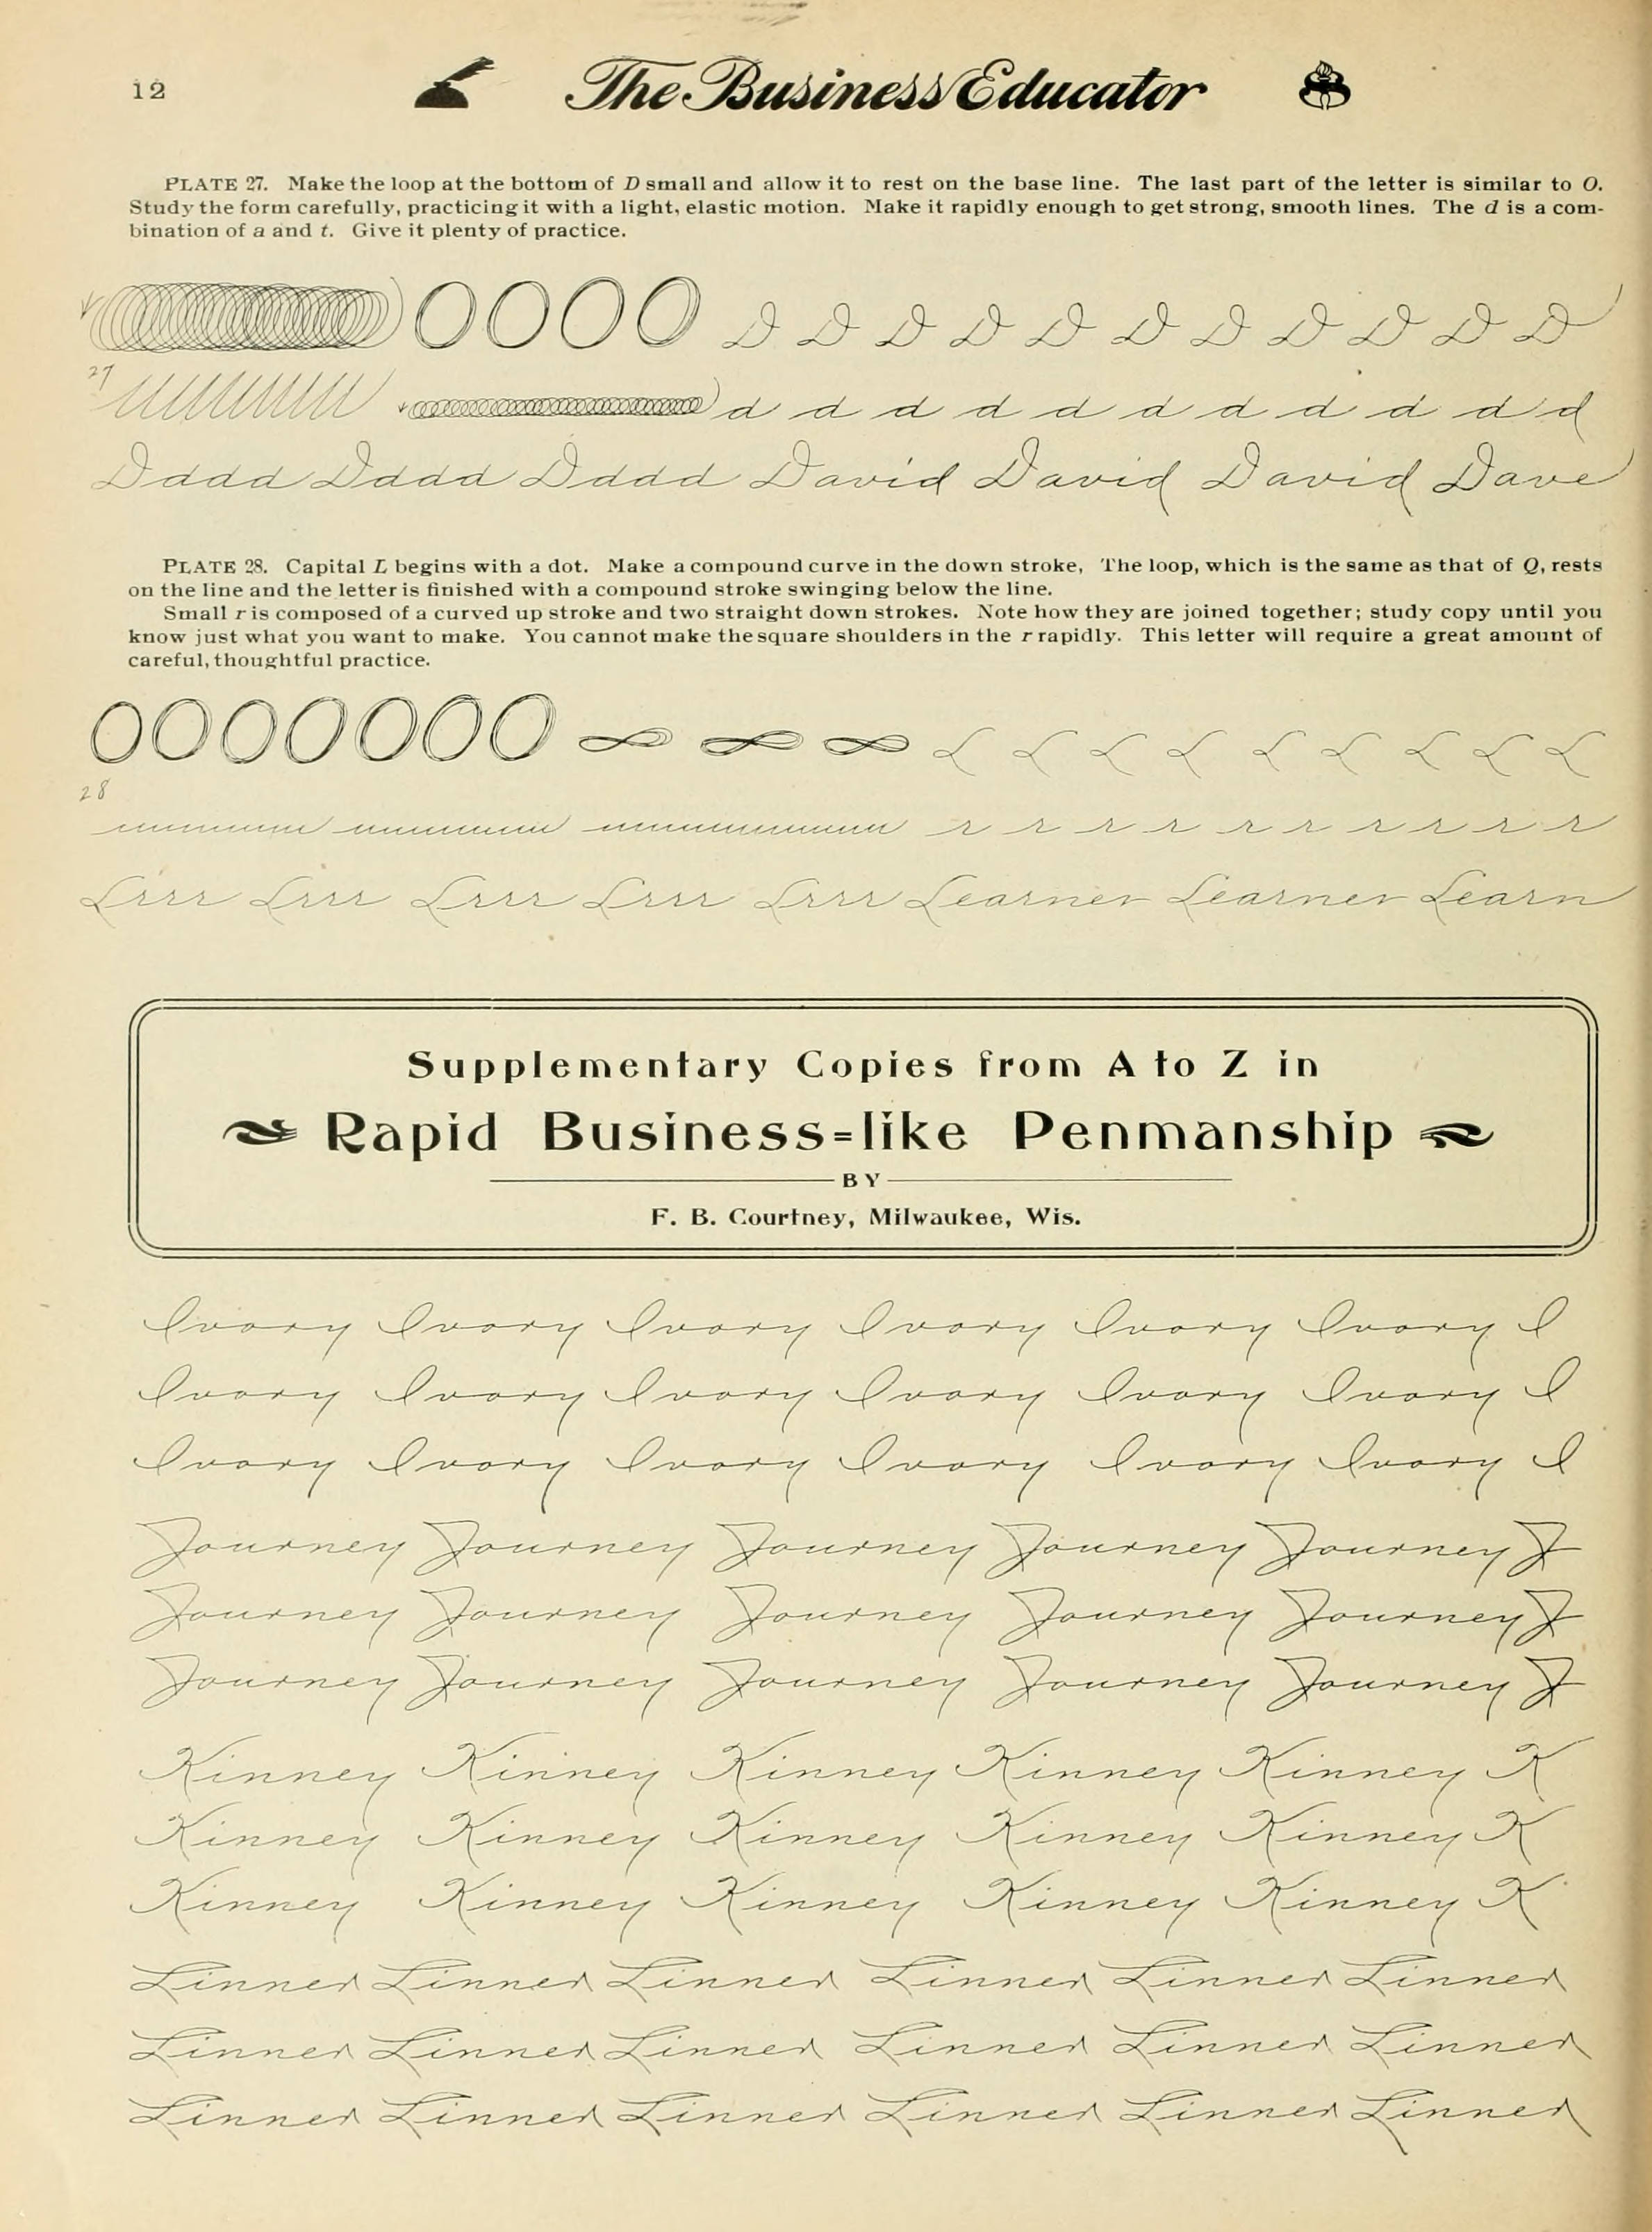 12
The Business Educator
PLATE 27. Make the loop at the bottom of D small and allow it to rest on the base line. The last part of the letter is similar to O.
Study the form carefully, practicing it with a light, elastic motion. Make it rapidly enough to get strong, smooth lines. The d is a com-
bination of a and t. Give it plenty of practice.
O O O O D D D D D D D D D D D
27
d d d d d d d d d d d
Dddd Dddd Dddd David David David Dave
PLATE 28. Capital L begins with a dot. Make a compound curve in the down stroke, The loop, which is the same as that of Q, rests
on the line and the letter is finished with a compound stroke swinging below the line.
Small r is composed of a curved up stroke and two straight down strokes. Note how they are joined together; study copy until you
know just what you want to make. You cannot make the square shoulders in the r rapidly. This letter will require a great amount of
careful, thoughtful practice.
O O O O O O O L L L L L L L L L
28
r r r r r r r r r r
Lrrr Lrrr Lrrr Lrrr Lrrr Learner Learner Learn
Supplementary Copies from A to Z in
Rapid Business=like Penmanship
BY
F. B. Courtney, Milwaukee, Wis.
Ivory Ivory Ivory Ivory Ivory Ivory I
Ivory Ivory Ivory Ivory Ivory Ivory I
Ivory Ivory Ivory Ivory Ivory Ivory I
Journey Journey Journey Journey Journey J
Journey Journey Journey Journey Journey J
Journey Journey Journey Journey Journey J
Kinney Kinney Kinney Kinney Kinney K
Kinney Kinney Kinney Kinney Kinney K
Kinney Kinney Kinney Kinney Kinney K
Linner Linner Linner Linner Linner Linner
Linner Linner Linner Linner Linner Linner
Linner Linner Linner Linner Linner Linner